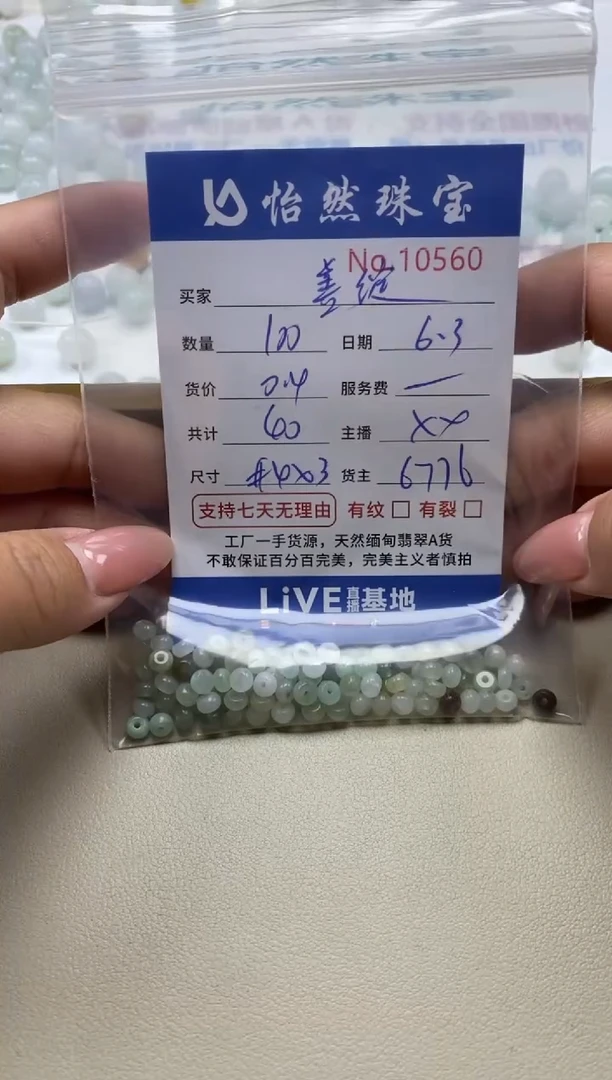 怡然珠宝
No.10560
买家 善缘
数量 100 日期 6.3
货价 0.4 服务费 —
共计 60 主播 XX
尺寸 #4x3 货主 6776
支持七天无理由 有纹 □ 有裂 □
工厂一手货源，天然缅甸翡翠A货
不敢保证百分百完美，完美主义者慎拍
LiVE直播基地